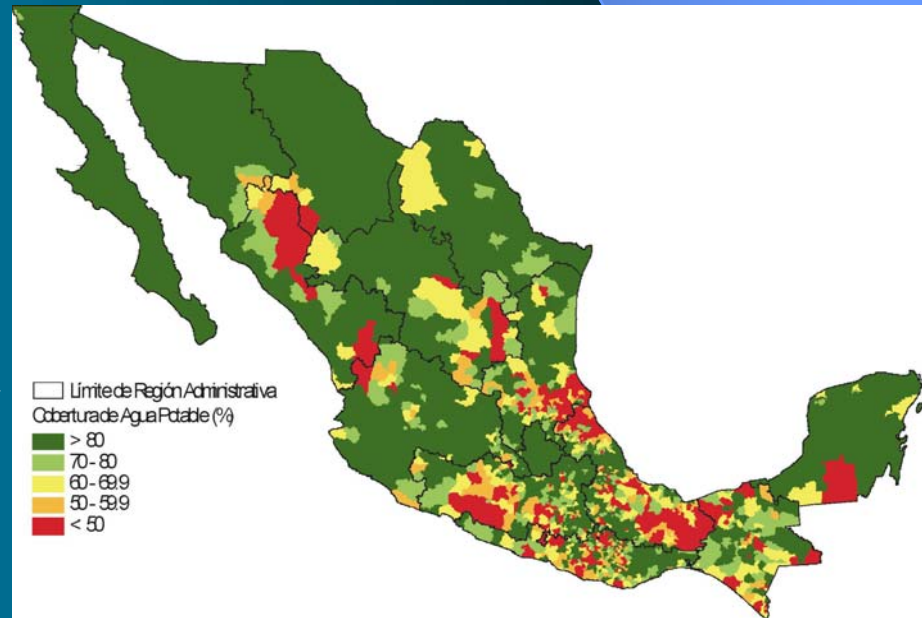 Límite de Región Administrativa
Cobertura de Agua Potable (%)
> 80
70 - 80
60 - 69.9
50 - 59.9
< 50